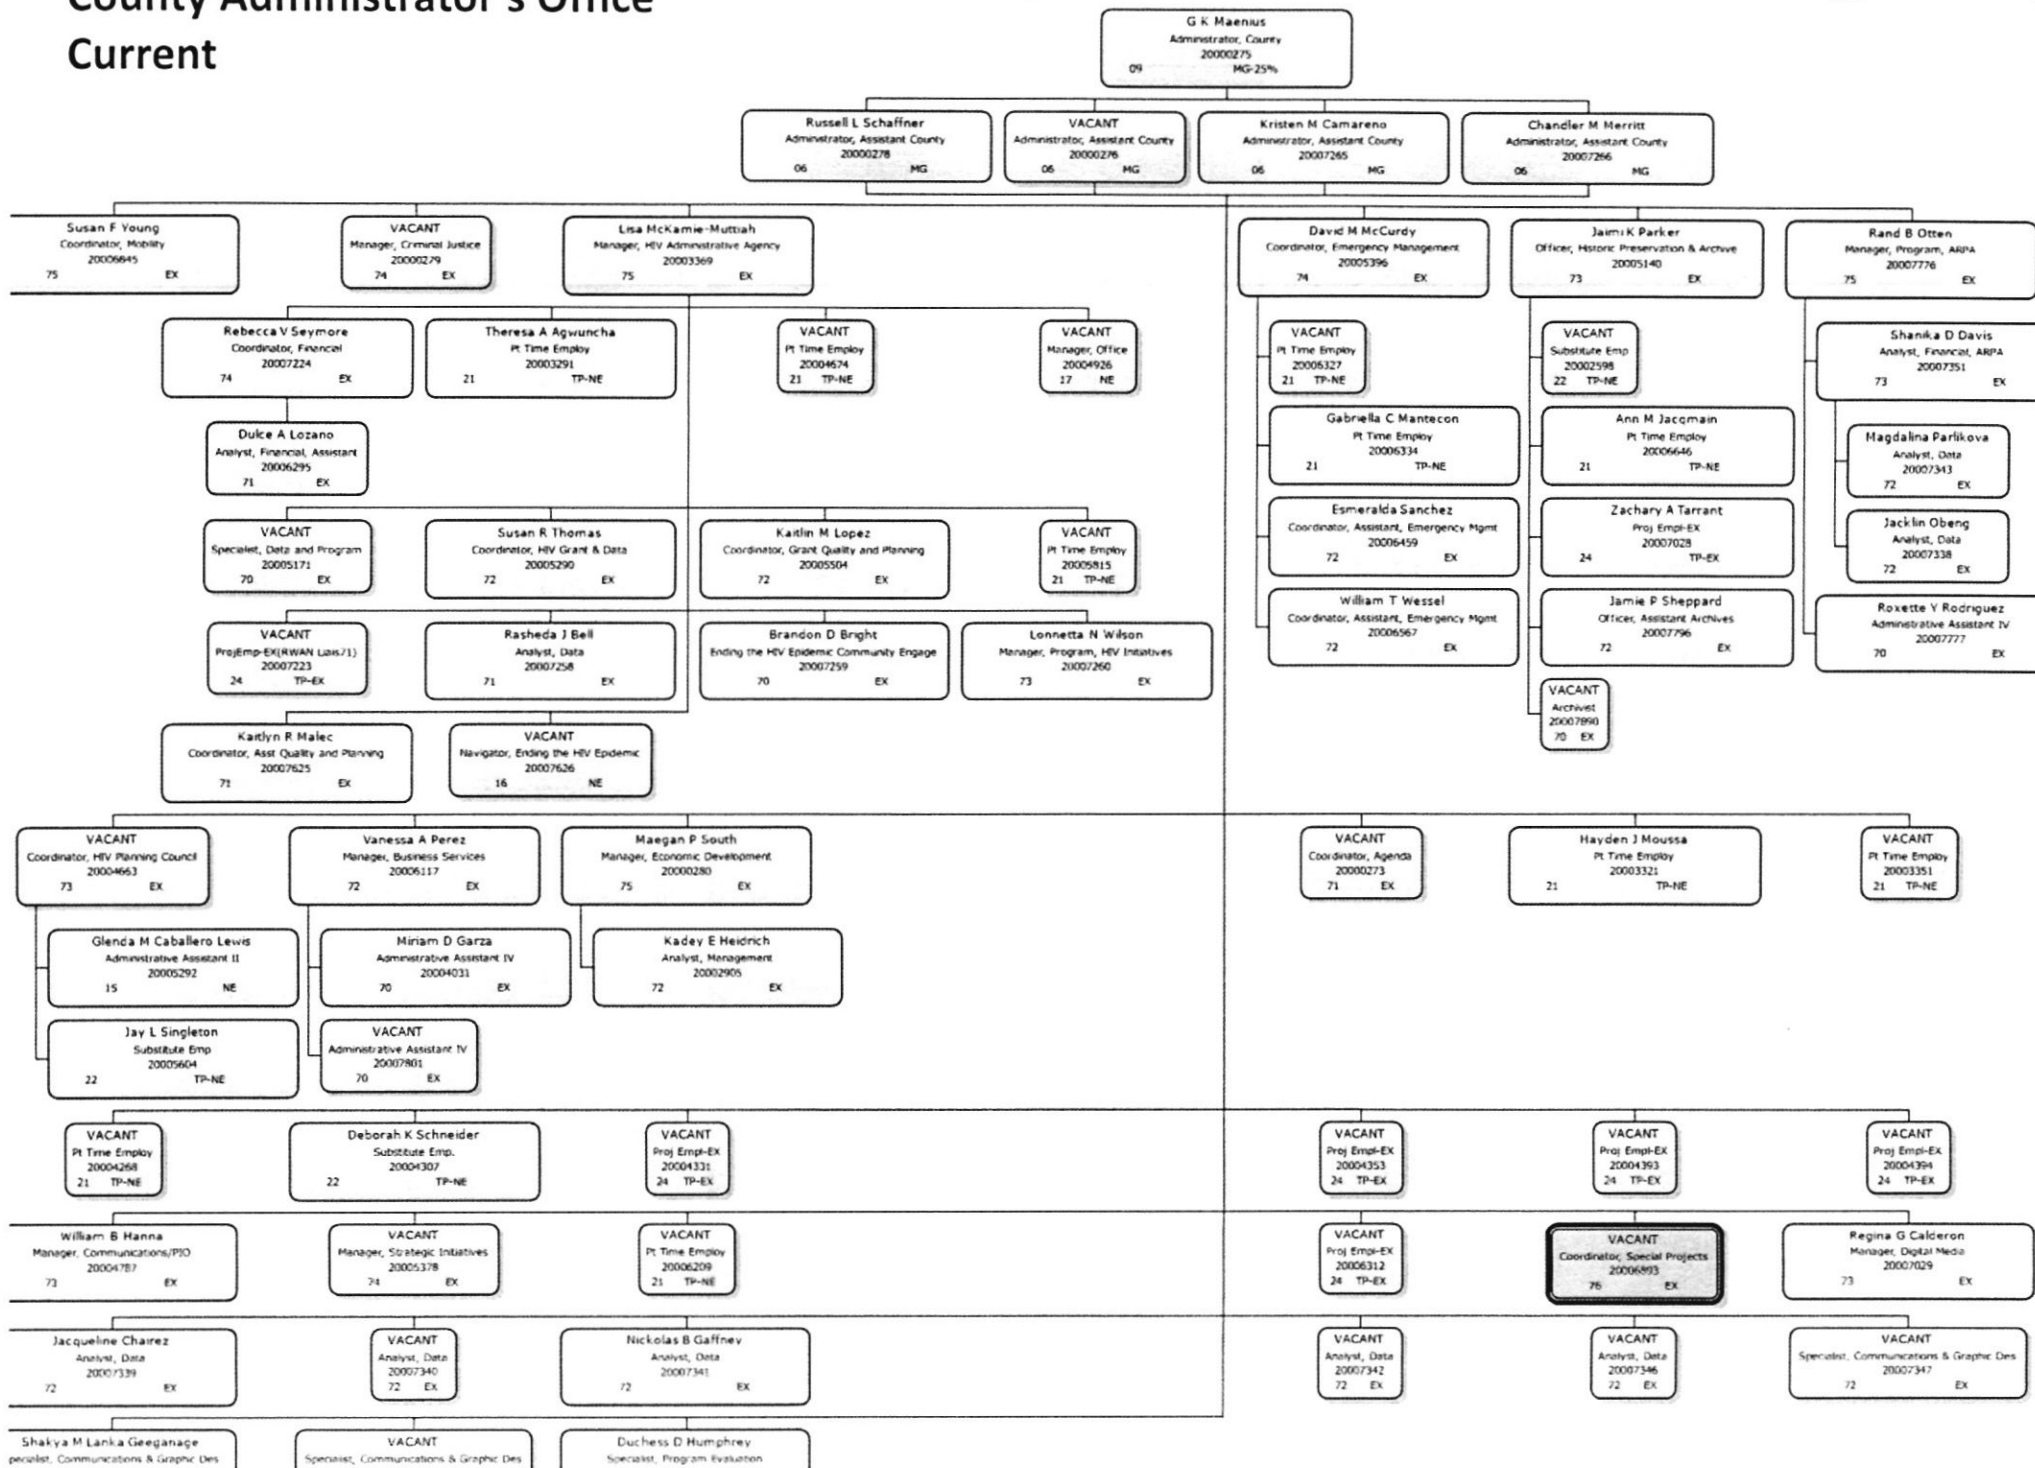 County Administrator's Office
Current
G K Maenius
Administrator, County
20000275
09 MG-25%
Russell L Schaffner
Administrator, Assistant County
20000278
06 MG
VACANT
Administrator, Assistant County
20000276
06 MG
Kristen M Camareno
Administrator, Assistant County
20007265
06 MG
Chandler M Merritt
Administrator, Assistant County
20007266
06 MG
Susan F Young
Coordinator, Mobility
20006845
75 EX
VACANT
Manager, Criminal Justice
20000279
74 EX
Lisa McKamie-Muttiah
Manager, HIV Administrative Agency
20003369
75 EX
David M McCurdy
Coordinator, Emergency Management
20005396
74 EX
Jaimi K Parker
Officer, Historic Preservation & Archive
20005140
73 EX
Rand B Otten
Manager, Program, ARPA
20007776
75 EX
Rebecca V Seymore
Coordinator, Financial
20007224
74 EX
Theresa A Agwuncha
Pt Time Employ
20003291
21 TP-NE
VACANT
Pt Time Employ
20004674
21 TP-NE
VACANT
Manager, Office
20004926
17 NE
Dulce A Lozano
Analyst, Financial, Assistant
20006295
71 EX
VACANT
Specialist, Data and Program
20005171
70 EX
Susan R Thomas
Coordinator, HIV Grant & Data
20005290
72 EX
Kaitlin M Lopez
Coordinator, Grant Quality and Planning
20005504
72 EX
VACANT
Pt Time Employ
20005815
21 TP-NE
VACANT
ProjEmp-EX(RWAN Liais71)
20007223
24 TP-EX
Rasheda J Bell
Analyst, Data
20007258
71 EX
Brandon D Bright
Ending the HIV Epidemic Community Engage
20007259
70 EX
Lonnetta N Wilson
Manager, Program, HIV Initiatives
20007260
73 EX
Kaitlyn R Malec
Coordinator, Asst Quality and Planning
20007625
71 EX
VACANT
Navigator, Ending the HIV Epidemic
20007626
16 NE
VACANT
Pt Time Employ
20006327
21 TP-NE
Gabriella C Mantecon
Pt Time Employ
20006334
21 TP-NE
Esmeralda Sanchez
Coordinator, Assistant, Emergency Mgmt
20006459
72 EX
William T Wessel
Coordinator, Assistant, Emergency Mgmt
20006567
72 EX
VACANT
Substitute Emp
20002598
22 TP-NE
Ann M Jacqmain
Pt Time Employ
20006646
21 TP-NE
Zachary A Tarrant
Proj Empl-EX
20007028
24 TP-EX
Jamie P Sheppard
Officer, Assistant Archives
20007796
72 EX
VACANT
Archivist
20007890
70 EX
Shanika D Davis
Analyst, Financial, ARPA
20007351
73 EX
Magdalina Parlikova
Analyst, Data
20007343
72 EX
Jacklin Obeng
Analyst, Data
20007338
72 EX
Roxette Y Rodriguez
Administrative Assistant IV
20007777
70 EX
VACANT
Coordinator, HIV Planning Council
20004663
73 EX
Vanessa A Perez
Manager, Business Services
20006117
72 EX
Maegan P South
Manager, Economic Development
20000280
75 EX
VACANT
Coordinator, Agenda
20000273
71 EX
Hayden J Moussa
Pt Time Employ
20003321
21 TP-NE
VACANT
Pt Time Employ
20003351
21 TP-NE
Glenda M Caballero Lewis
Administrative Assistant II
20005292
15 NE
Miriam D Garza
Administrative Assistant IV
20004031
70 EX
Kadey E Heidrich
Analyst, Management
20002905
72 EX
Jay L Singleton
Substitute Emp
20005604
22 TP-NE
VACANT
Administrative Assistant IV
20007801
70 EX
VACANT
Pt Time Employ
20004268
21 TP-NE
Deborah K Schneider
Substitute Emp.
20004307
22 TP-NE
VACANT
Proj Empl-EX
20004331
24 TP-EX
VACANT
Proj Empl-EX
20004353
24 TP-EX
VACANT
Proj Empl-EX
20004393
24 TP-EX
VACANT
Proj Empl-EX
20004394
24 TP-EX
William B Hanna
Manager, Communications/PIO
20004787
73 EX
VACANT
Manager, Strategic Initiatives
20005378
74 EX
VACANT
Pt Time Employ
20006209
21 TP-NE
VACANT
Proj Empl-EX
20006312
24 TP-EX
VACANT
Coordinator, Special Projects
20006893
76 EX
Regina G Calderon
Manager, Digital Media
20007029
73 EX
Jacqueline Chairez
Analyst, Data
20007339
72 EX
VACANT
Analyst, Data
20007340
72 EX
Nickolas B Gaffney
Analyst, Data
20007341
72 EX
VACANT
Analyst, Data
20007342
72 EX
VACANT
Analyst, Data
20007346
72 EX
VACANT
Specialist, Communications & Graphic Des
20007347
72 EX
Shakya M Lanka Geeganage
pecialist, Communications & Graphic Des
VACANT
Specialist, Communications & Graphic Des
Duchess D Humphrey
Specialist, Program Evaluation